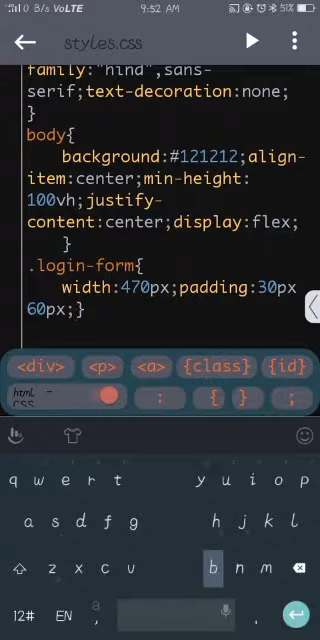 0 B/s VoLTE 9:52 AM 51%
styles.css
family:"hind",sans-
serif;text-decoration:none;
}
body{
background:#121212;align-
item:center;min-height:
100vh;justify-
content:center;display:flex;
}
.login-form{
width:470px;padding:30px
60px;}
<div> <p> <a> {class} {id}
html -
css : { } ;
q w e r t y u i o p
a s d f g h j k l
z x c v b n m
12# EN a , .